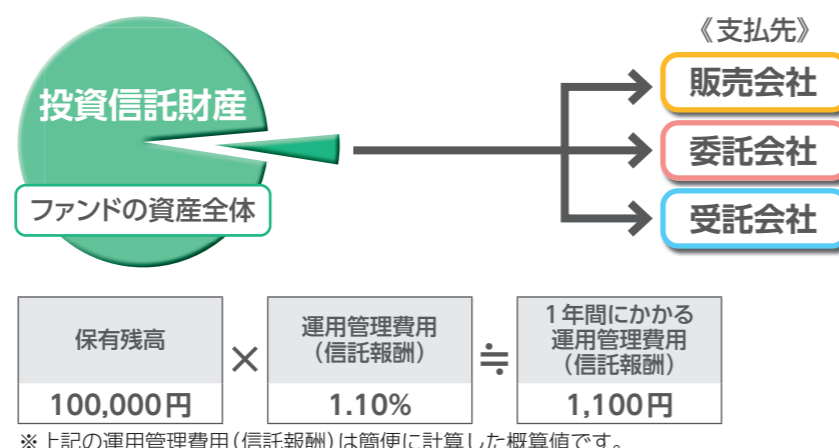 《支払先》
投資信託財産
ファンドの資産全体
販売会社
委託会社
受託会社
保有残高
100,000円
×
運用管理費用
(信託報酬)
1.10%
≒
1年間にかかる
運用管理費用
(信託報酬)
1,100円
※上記の運用管理費用(信託報酬)は簡便に計算した概算値です。